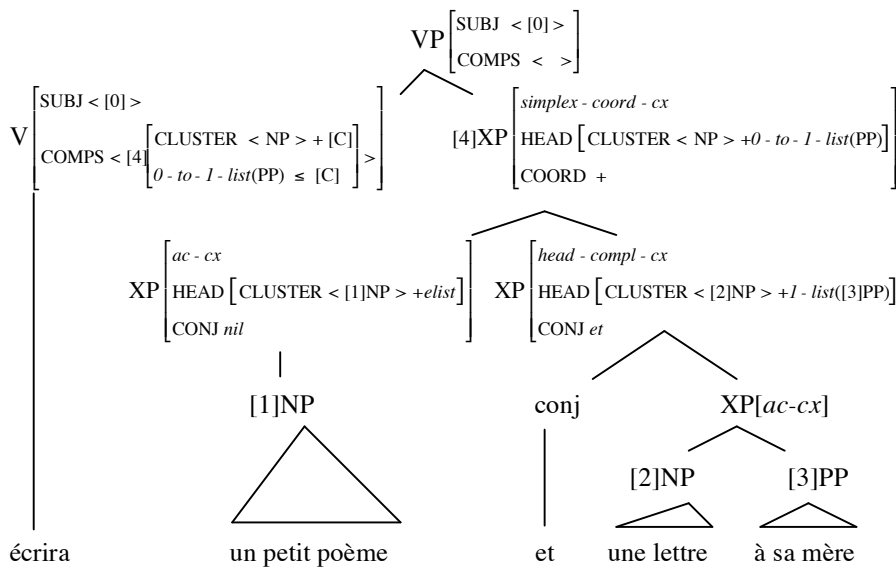 VP [SUBJ < [0] >
COMPS < >]
V [SUBJ < [0] >
COMPS < [4] [CLUSTER < NP > + [C]
0 - to - 1 - list(PP) ≤ [C]] >]
[4]XP [simplex - coord - cx
HEAD [CLUSTER < NP > +0 - to - 1 - list(PP)]
COORD +]
XP [ac - cx
HEAD [CLUSTER < [1]NP > +elist]
CONJ nil]
XP [head - compl - cx
HEAD [CLUSTER < [2]NP > +1 - list([3]PP)]
CONJ et]
[1]NP conj XP[ac-cx]
[2]NP [3]PP
écrira un petit poème et une lettre à sa mère